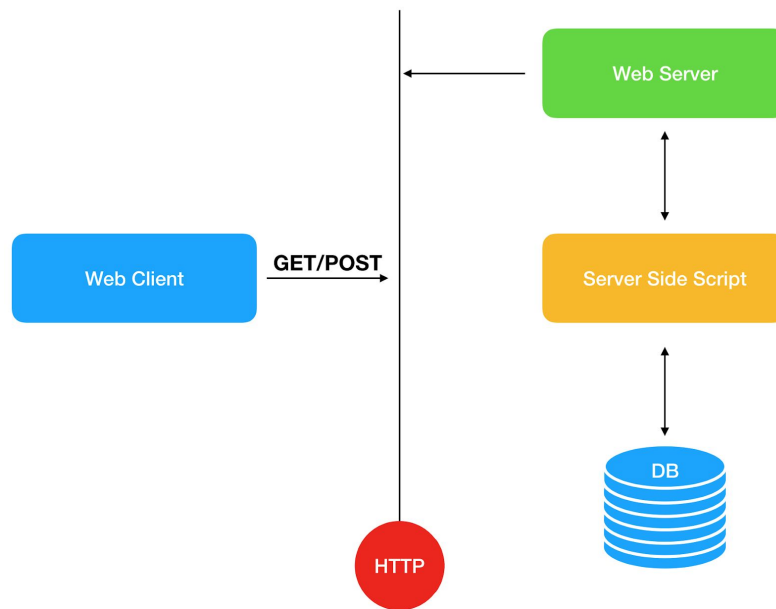 Web Server
GET/POST
Web Client
Server Side Script
DB
HTTP